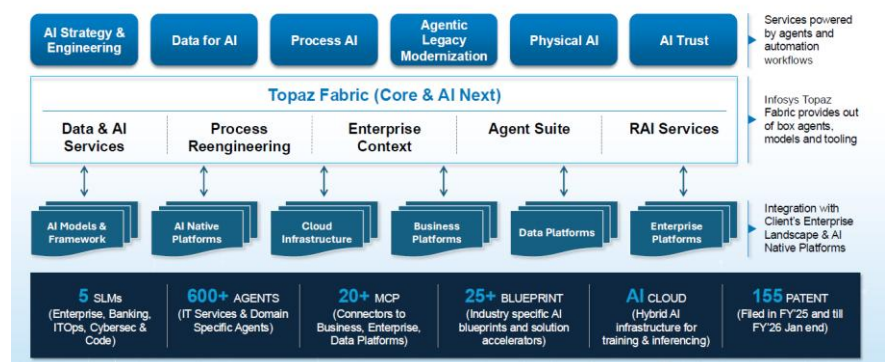 AI Strategy &
Engineering
Data for AI
Process AI
Agentic
Legacy
Modernization
Physical AI
AI Trust
Services powered
by agents and
automation
workflows
Topaz Fabric (Core & AI Next)
Data & AI
Services
Process
Reengineering
Enterprise
Context
Agent Suite
RAI Services
Infosys Topaz
Fabric provides out
of box agents,
models and tooling
AI Models &
Framework
AI Native
Platforms
Cloud
Infrastructure
Business
Platforms
Data Platforms
Enterprise
Platforms
Integration with
Client's Enterprise
Landscape & AI
Native Platforms
5 SLMs
(Enterprise, Banking,
ITOps, Cybersec &
Code)
600+ AGENTS
(IT Services & Domain
Specific Agents)
20+ MCP
(Connectors to
Business, Enterprise,
Data Platforms)
25+ BLUEPRINT
(Industry specific AI
blueprints and solution
accelerators)
AI CLOUD
(Hybrid AI
infrastructure for
training & inferencing)
155 PATENT
(Filed in FY'25 and till
FY'26 Jan end)